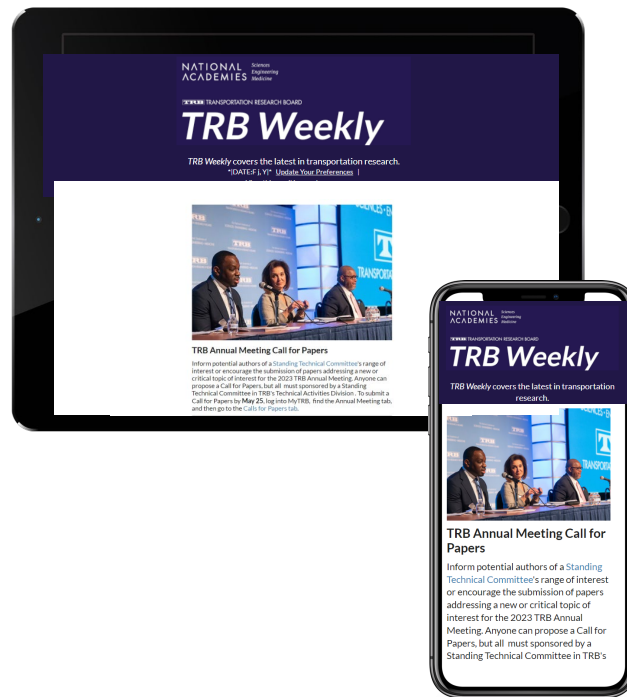 NATIONAL Sciences
ACADEMIES Engineering
Medicine
TRB TRANSPORTATION RESEARCH BOARD
TRB Weekly
TRB Weekly covers the latest in transportation research.
*|DATE:F j, Y|* Update Your Preferences |
TRB Annual Meeting Call for Papers
Inform potential authors of a Standing Technical Committee's range of
interest or encourage the submission of papers addressing a new or
critical topic of interest for the 2023 TRB Annual Meeting. Anyone can
propose a Call for Papers, but all must sponsored by a Standing
Technical Committee in TRB's Technical Activities Division . To submit a
Call for Papers by May 25, log into MyTRB, find the Annual Meeting tab,
and then go to the Calls for Papers tab.
NATIONAL Sciences
ACADEMIES Engineering
Medicine
TRB TRANSPORTATION RESEARCH BOARD
TRB Weekly
TRB Weekly covers the latest in transportation
research.
TRB Annual Meeting Call for
Papers
Inform potential authors of a Standing
Technical Committee's range of interest
or encourage the submission of papers
addressing a new or critical topic of
interest for the 2023 TRB Annual
Meeting. Anyone can propose a Call for
Papers, but all must sponsored by a
Standing Technical Committee in TRB's